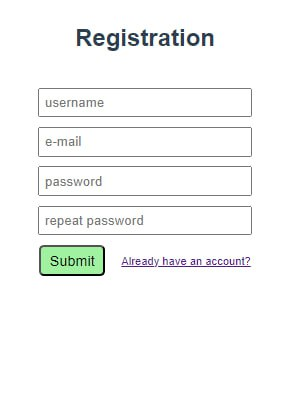 Registration
username
e-mail
password
repeat password
Submit Already have an account?